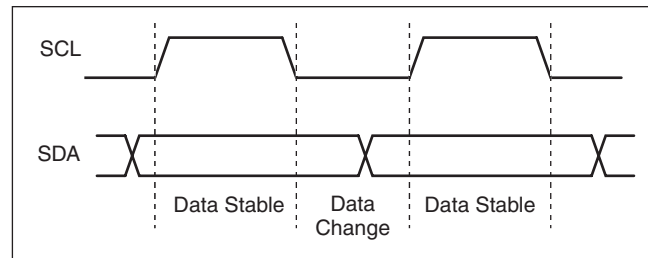 SCL
SDA
Data Stable
Data
Change
Data Stable